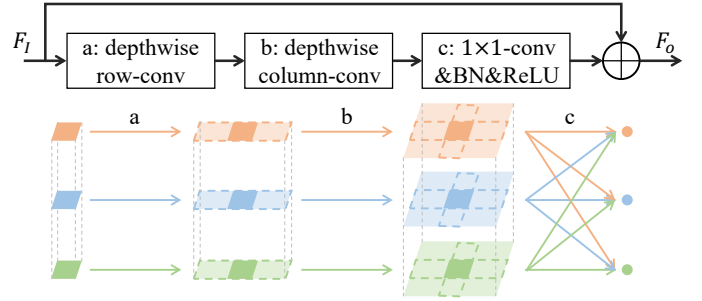 F_I
a: depthwise
row-conv
b: depthwise
column-conv
c: 1×1-conv
&BN&ReLU
F_o
a
b
c